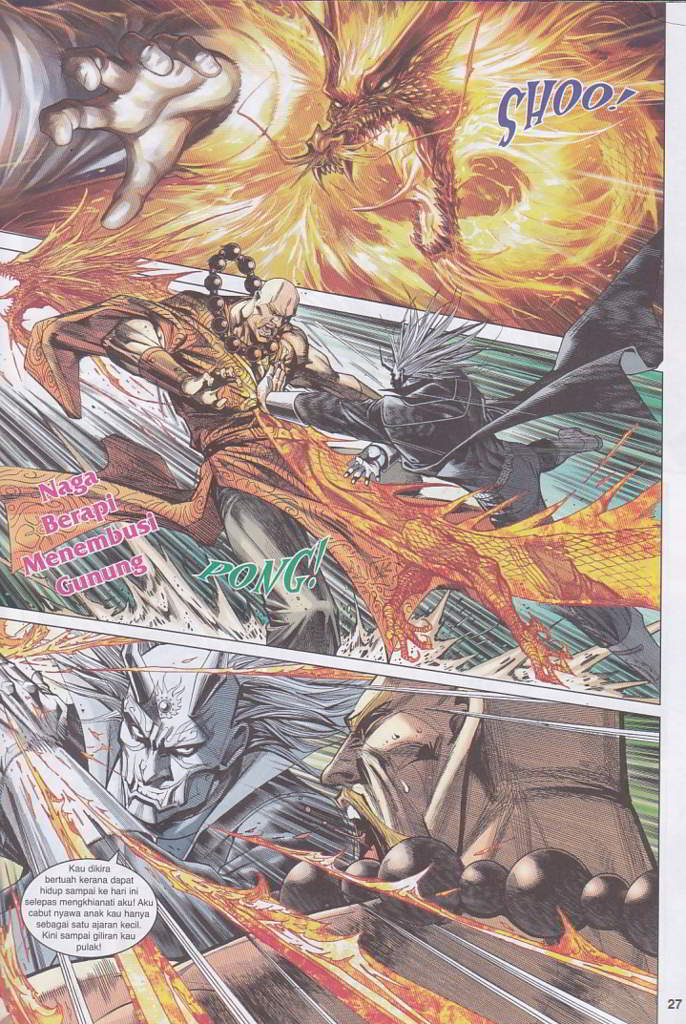 SHOO!
Naga
Berapi
Menembusi
Gunung
PONG!
Kau dikira
bertuah kerana dapat
hidup sampai ke hari ini
selepas mengkhianati aku! Aku
cabut nyawa anak kau hanya
sebagai satu ajaran kecil.
Kini sampai giliran kau
pulak!
27